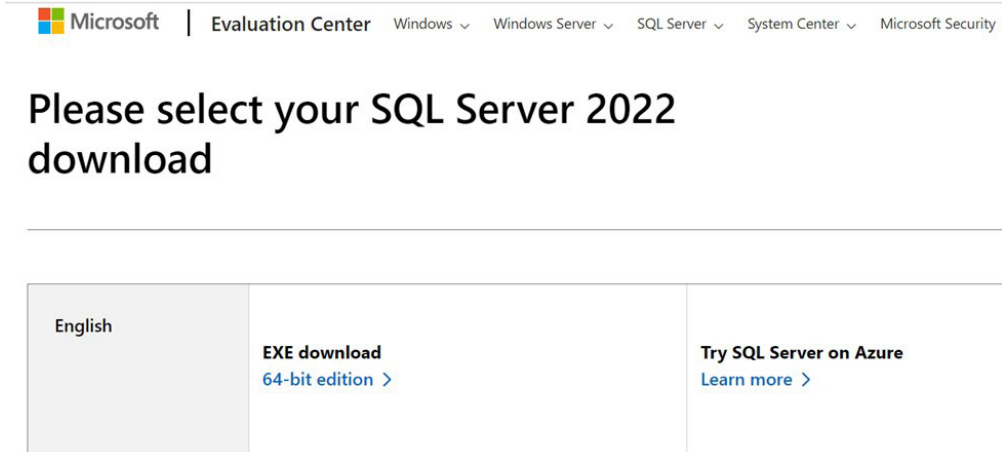 Microsoft | Evaluation Center Windows Windows Server SQL Server System Center Microsoft Security
Please select your SQL Server 2022
download
English
EXE download
64-bit edition >
Try SQL Server on Azure
Learn more >